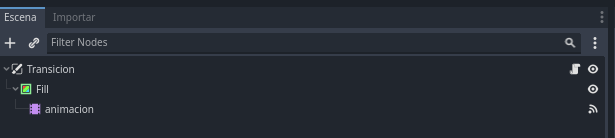 Escena Importar
Filter Nodes
Transicion
Fill
animacion